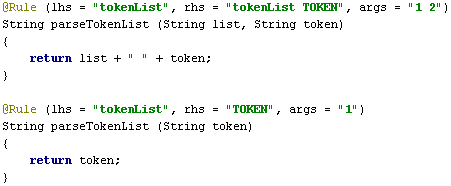 @Rule (lhs = "tokenList", rhs = "tokenList TOKEN", args = "1 2")
String parseTokenList (String list, String token)
{
    return list + " " + token;
}

@Rule (lhs = "tokenList", rhs = "TOKEN", args = "1")
String parseTokenList (String token)
{
    return token;
}